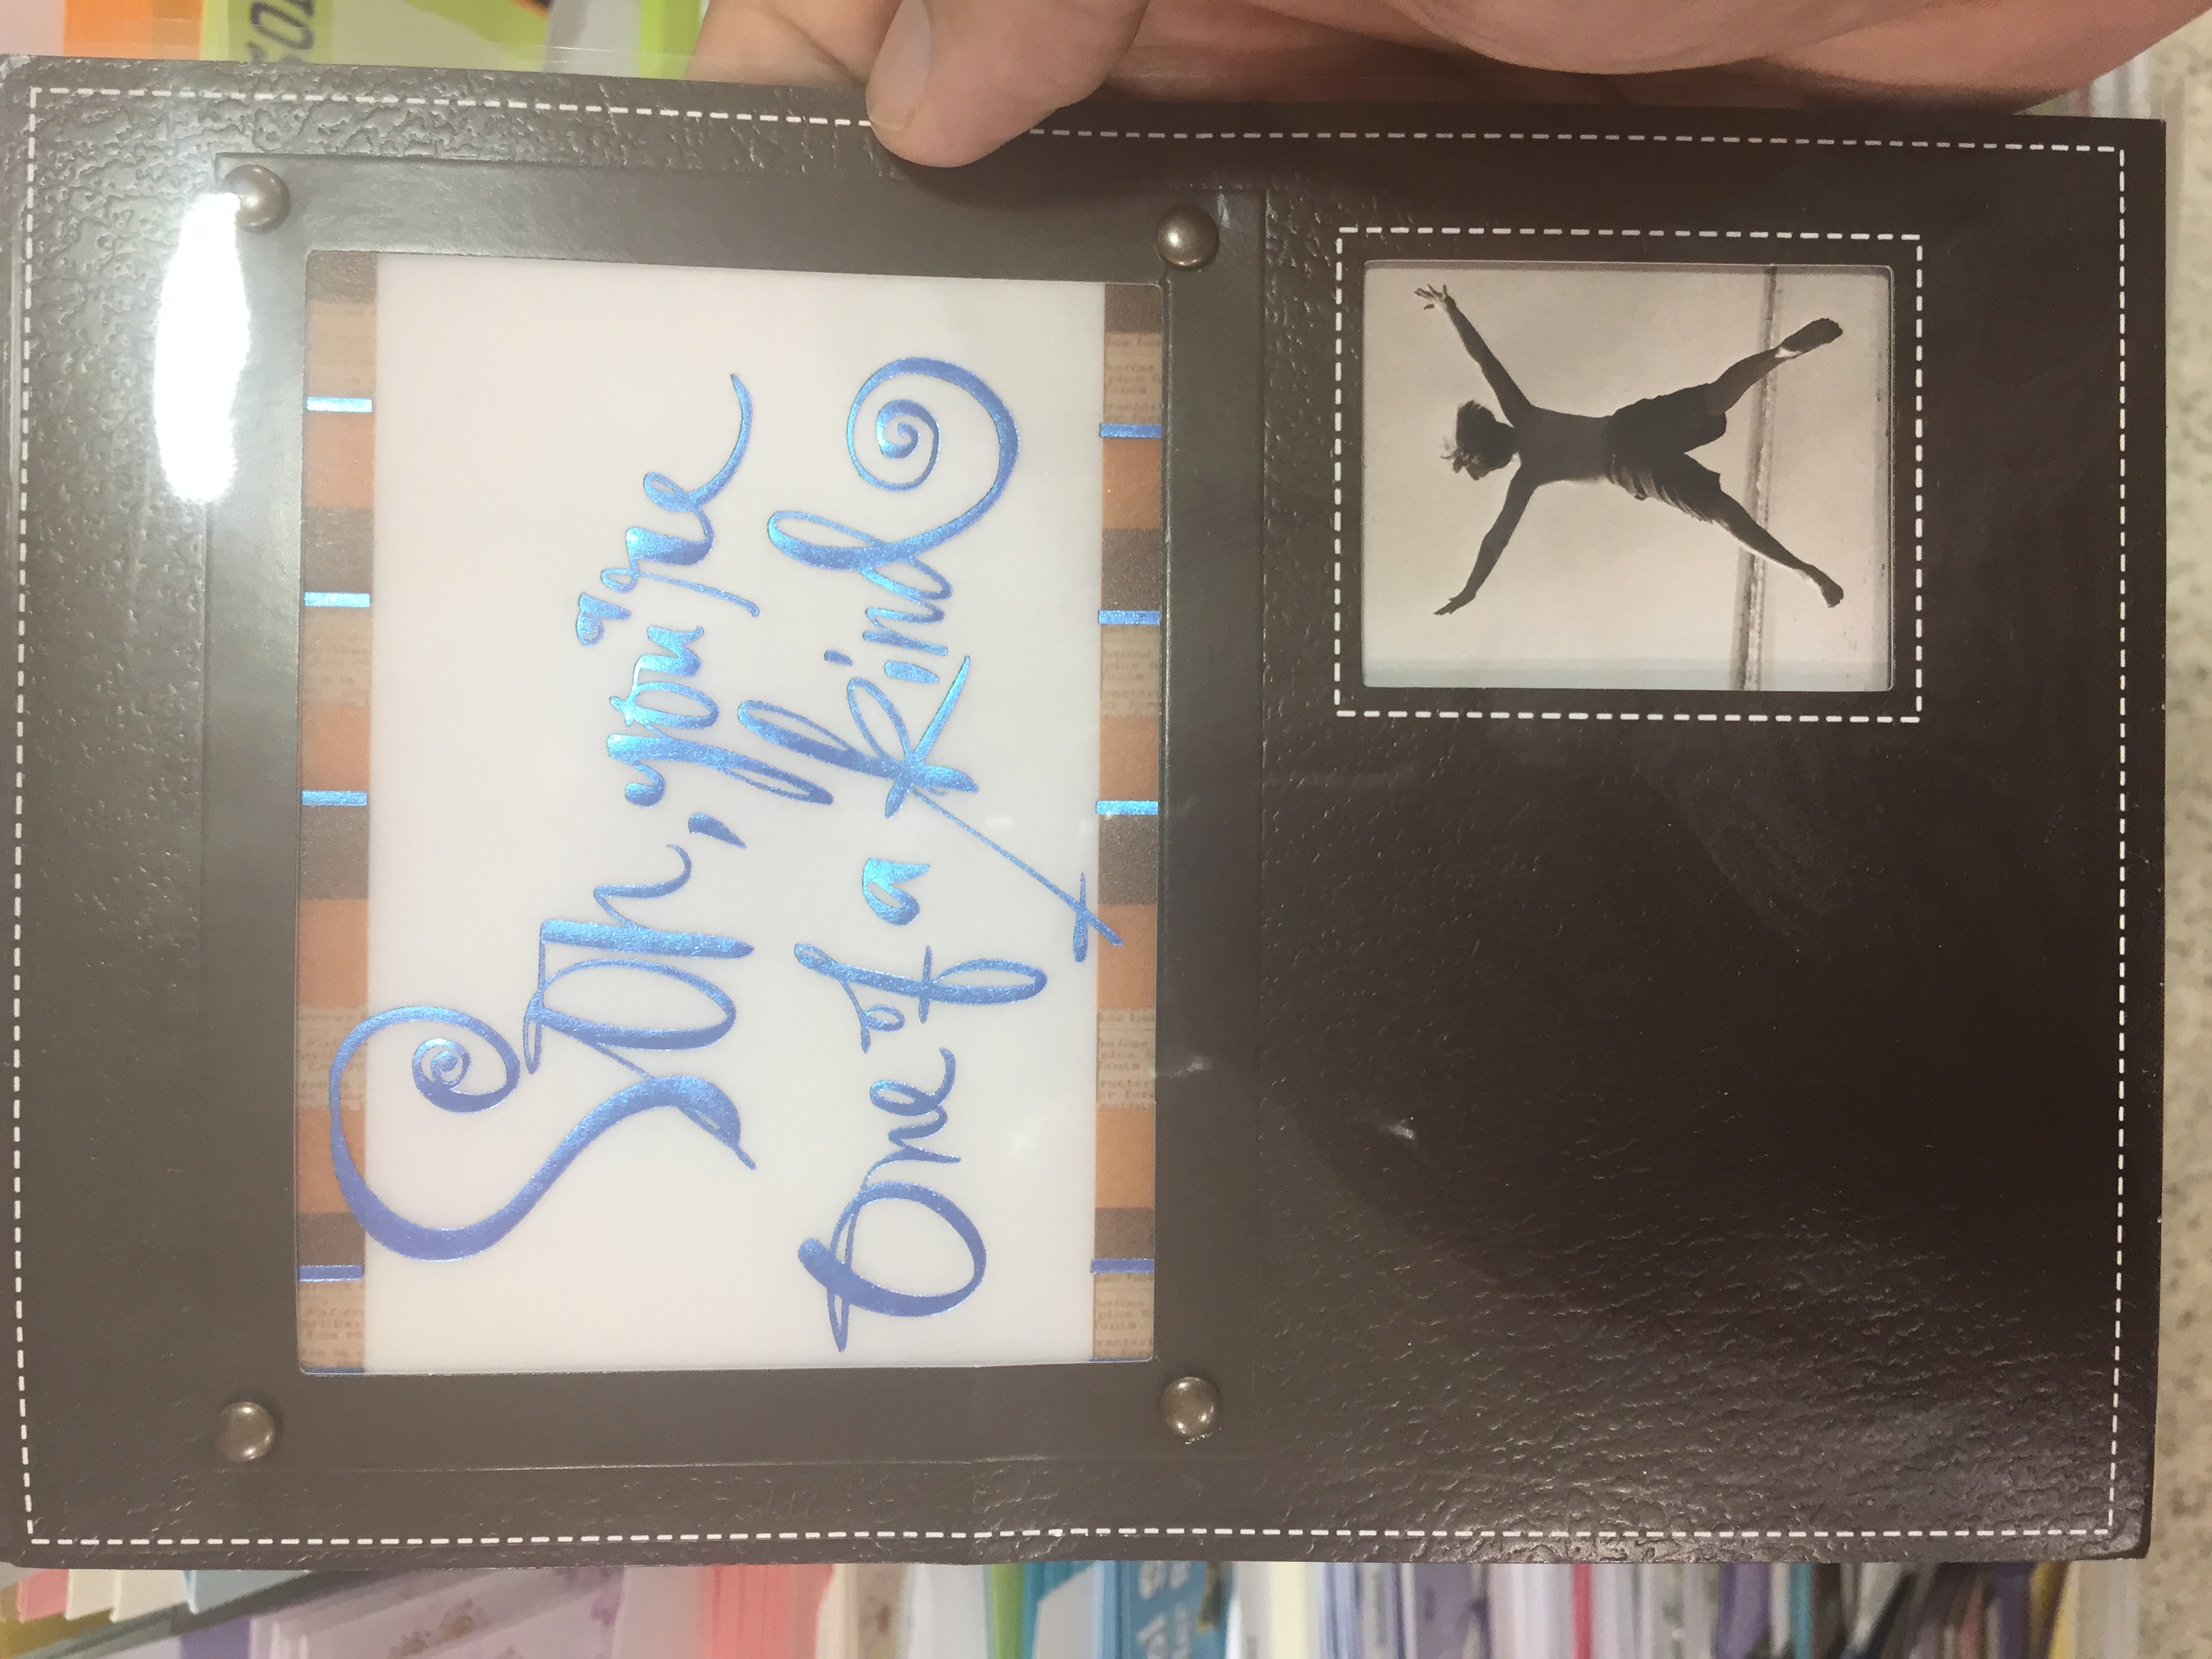 Son, you're
One of a Kind